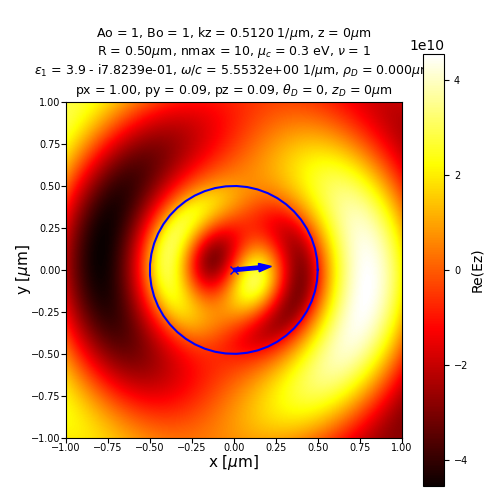 Ao = 1, Bo = 1, kz = 0.5120 1/μm, z = 0μm
R = 0.50μm, nmax = 10, μc = 0.3 eV, ν = 1
ε1 = 3.9 - i7.8239e-01, ω/c = 5.5532e+00 1/μm, ρD = 0.000μm
px = 1.00, py = 0.09, pz = 0.09, θD = 0, zD = 0μm
1e10
1.00
0.75
0.50
0.25
0.00
−0.25
−0.50
−0.75
−1.00
y [μm]
−1.00 −0.75 −0.50 −0.25 0.00 0.25 0.50 0.75 1.00
x [μm]
4
2
0
−2
−4
Re(Ez)